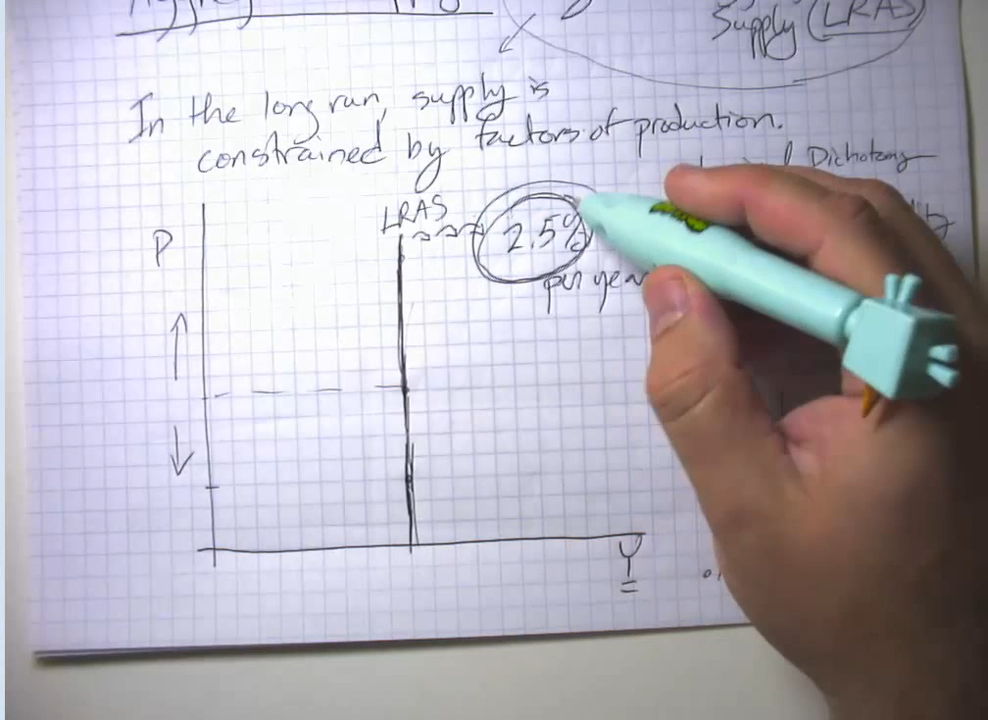 Supply (LRAS)
In the long run, supply is
constrained by factors of production.
Dichotomy
P
LRAS
2.5%
per year
Y